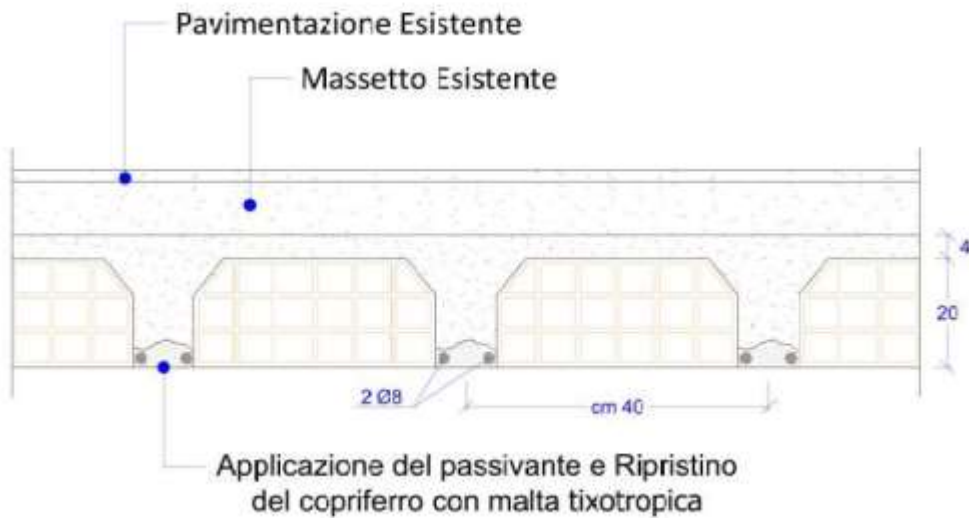 Pavimentazione Esistente
Massetto Esistente
4
20
2 Ø8
cm 40
Applicazione del passivante e Ripristino
del copriferro con malta tixotropica